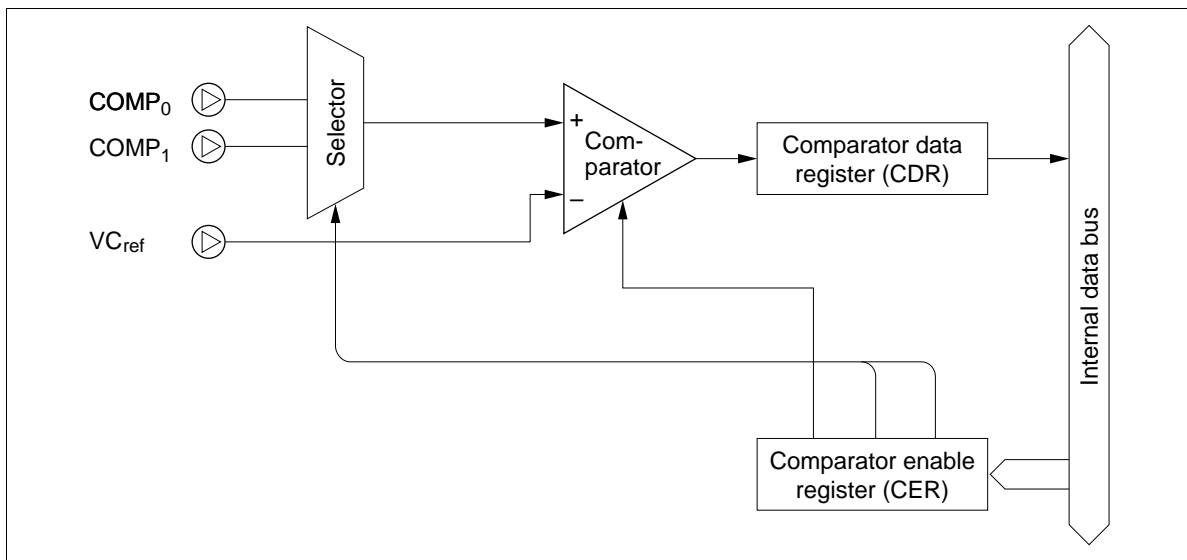 COMP0
COMP1
VCref
Selector
+
Com-
parator
−
Comparator data
register (CDR)
Internal data bus
Comparator enable
register (CER)